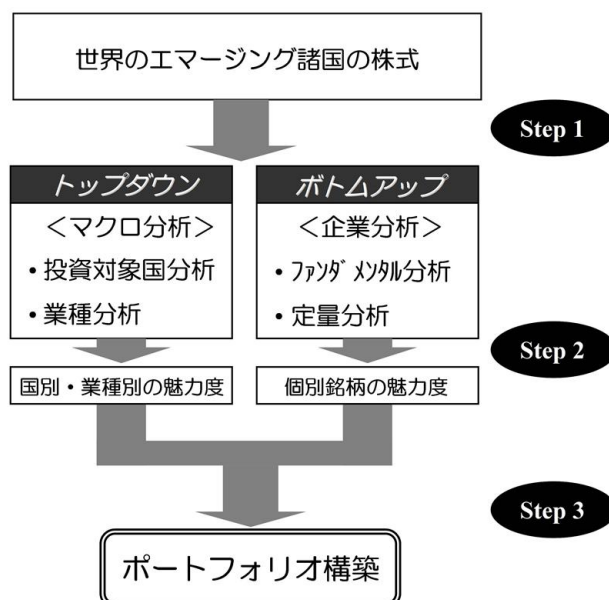 世界のエマージング諸国の株式
Step 1
トップダウン
＜マクロ分析＞
・投資対象国分析
・業種分析
ボトムアップ
＜企業分析＞
・ﾌｧﾝﾀﾞﾒﾝﾀﾙ分析
・定量分析
Step 2
国別・業種別の魅力度
個別銘柄の魅力度
Step 3
ポートフォリオ構築